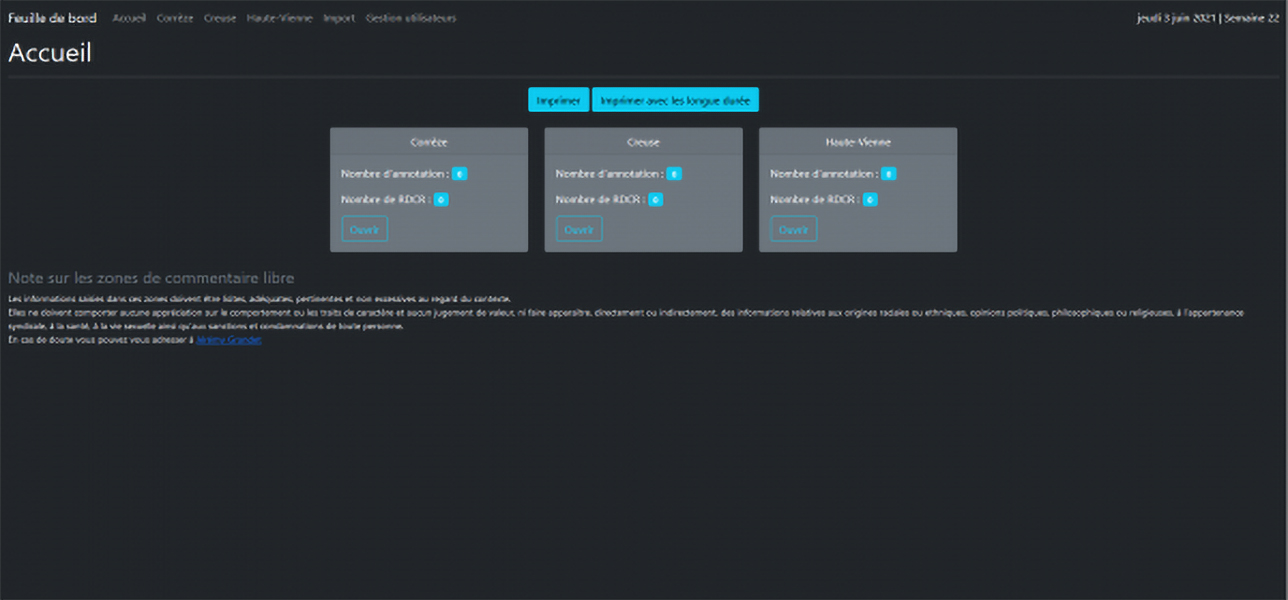 Feuille de bord Accueil Corrèze Creuse Haute-Vienne Import Gestion utilisateurs jeudi 3 juin 2021 | Semaine 22
Accueil
Imprimer Imprimer avec les longue durée
Corrèze Creuse Haute-Vienne
Nombre d'annotation : 0 Nombre d'annotation : 0 Nombre d'annotation : 0
Nombre de RDCR : 0 Nombre de RDCR : 0 Nombre de RDCR : 0
Ouvrir Ouvrir Ouvrir
Note sur les zones de commentaire libre
Les informations saisies dans ces zones doivent être licites, adéquates, pertinentes et non excessives au regard du contexte.
Elles ne doivent comporter aucune appréciation sur le comportement ou les traits de caractère et aucun jugement de valeur, ni faire apparaitre, directement ou indirectement, des informations relatives aux origines raciales ou ethniques, opinions politiques, philosophiques ou religieuses, à l'appartenance
syndicale, à la santé, à la vie sexuelle ainsi qu'aux sanctions et condamnations de toute personne.
En cas de doute vous pouvez vous adresser à Jérémy Grandet